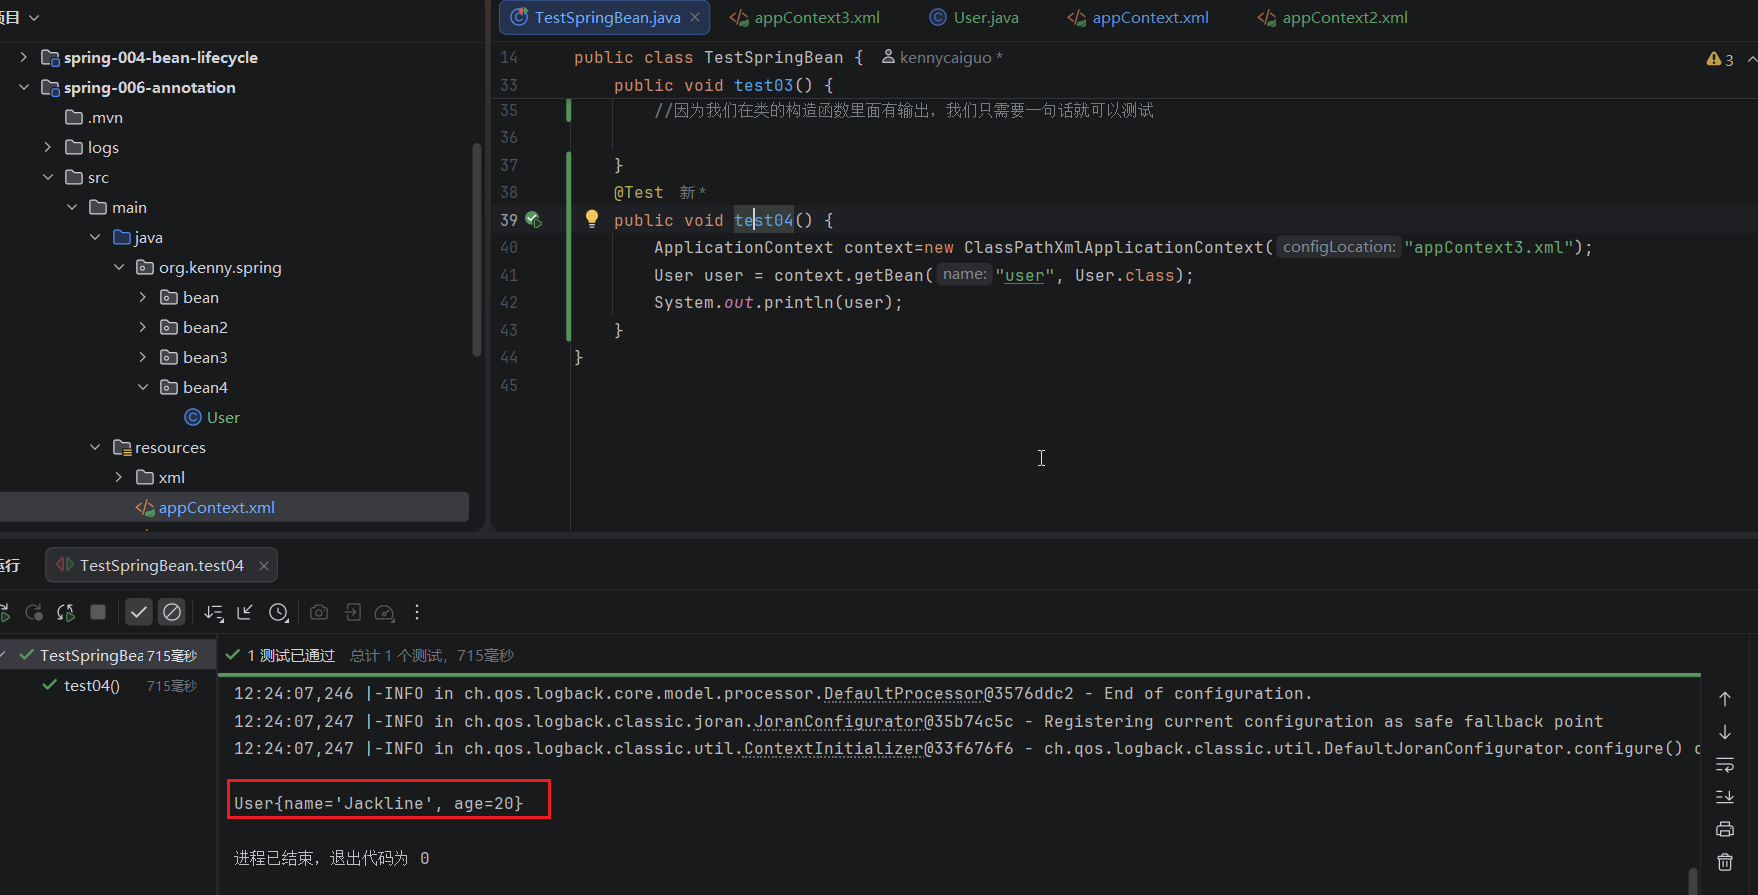 项目
TestSpringBean.java
appContext3.xml
User.java
appContext.xml
appContext2.xml
spring-004-bean-lifecycle
spring-006-annotation
.mvn
logs
src
main
java
org.kenny.spring
bean
bean2
bean3
bean4
User
resources
xml
appContext.xml
14 public class TestSpringBean { kennycaiguo *
3
33 public void test03() {
35 //因为我们在类的构造函数里面有输出，我们只需要一句话就可以测试
36
37 }
38 @Test 新 *
39 public void test04() {
40 ApplicationContext context=new ClassPathXmlApplicationContext( configLocation: "appContext3.xml");
41 User user = context.getBean( name: "user", User.class);
42 System.out.println(user);
43 }
44 }
45
运行
TestSpringBean.test04
TestSpringBea 715毫秒
test04() 715毫秒
1 测试已通过 总计 1 个测试，715毫秒
12:24:07,246 |-INFO in ch.qos.logback.core.model.processor.DefaultProcessor@3576ddc2 - End of configuration.
12:24:07,247 |-INFO in ch.qos.logback.classic.joran.JoranConfigurator@35b74c5c - Registering current configuration as safe fallback point
12:24:07,247 |-INFO in ch.qos.logback.classic.util.ContextInitializer@33f676f6 - ch.qos.logback.classic.util.DefaultJoranConfigurator.configure()
User{name='Jackline', age=20}
进程已结束，退出代码为 0